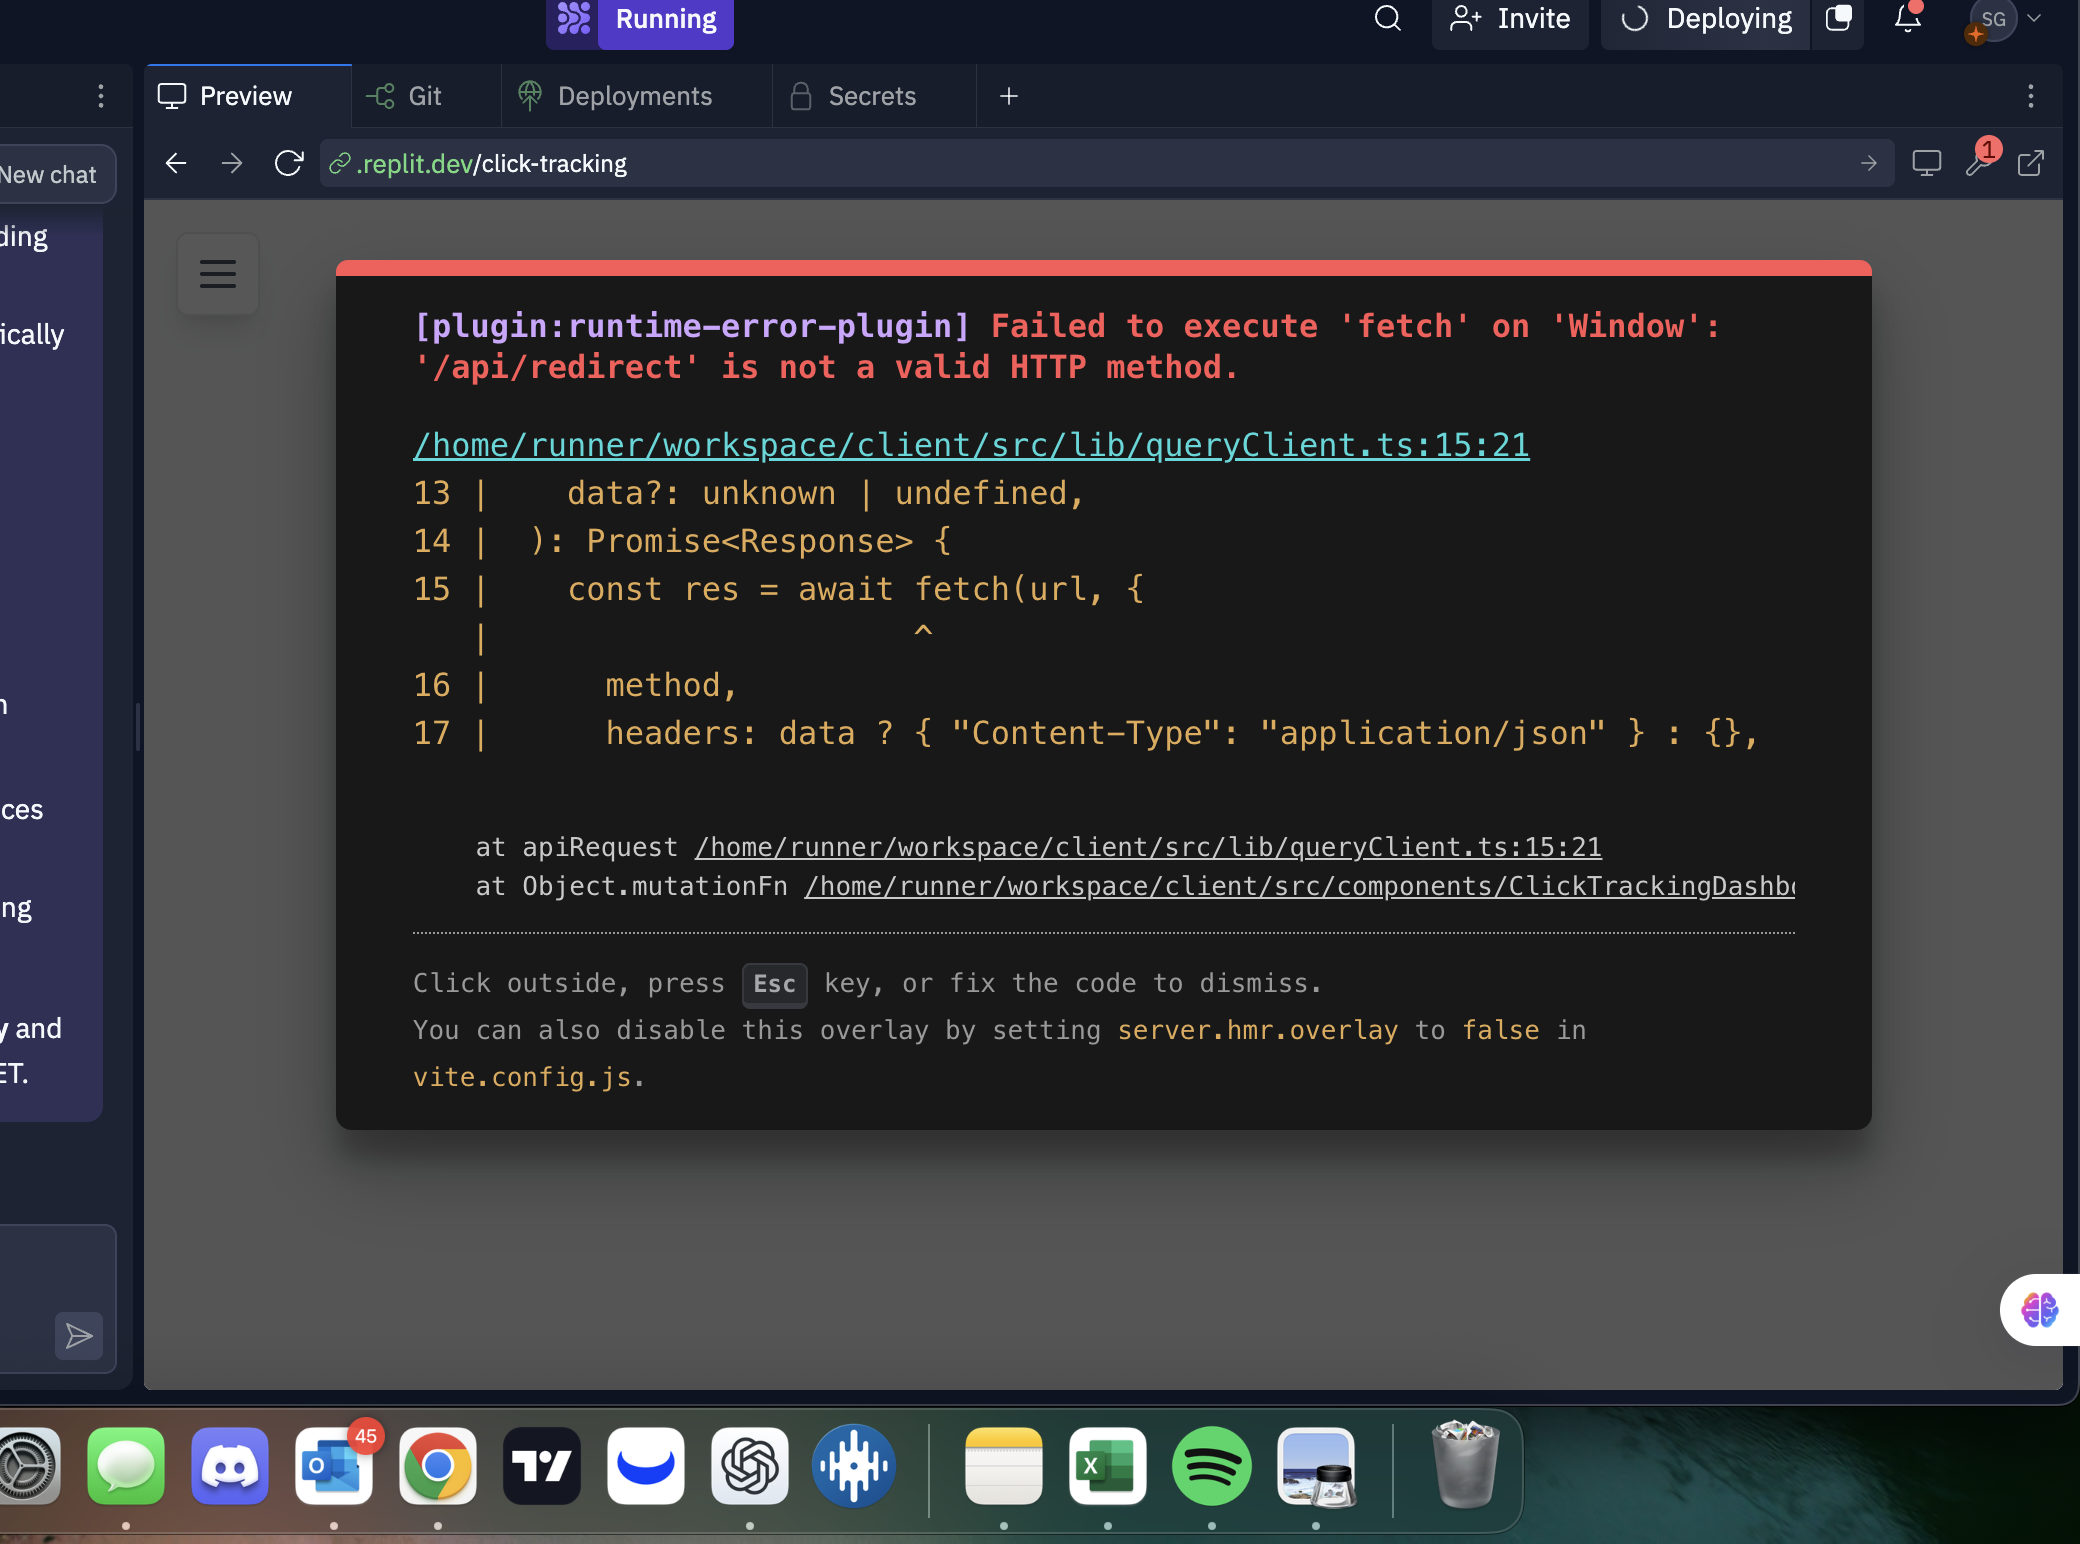 Running
Invite
Deploying
SG
Preview
Git
Deployments
Secrets
New chat
.replit.dev/click-tracking
1
ding
ically
n
ces
ng
y and
ET.
[plugin:runtime-error-plugin] Failed to execute 'fetch' on 'Window':
'/api/redirect' is not a valid HTTP method.
/home/runner/workspace/client/src/lib/queryClient.ts:15:21
13 |    data?: unknown | undefined,
14 |  ): Promise<Response> {
15 |    const res = await fetch(url, {
|                      ^
16 |      method,
17 |      headers: data ? { "Content-Type": "application/json" } : {},
at apiRequest /home/runner/workspace/client/src/lib/queryClient.ts:15:21
at Object.mutationFn /home/runner/workspace/client/src/components/ClickTrackingDashbo
Click outside, press Esc key, or fix the code to dismiss.
You can also disable this overlay by setting server.hmr.overlay to false in
vite.config.js.
45